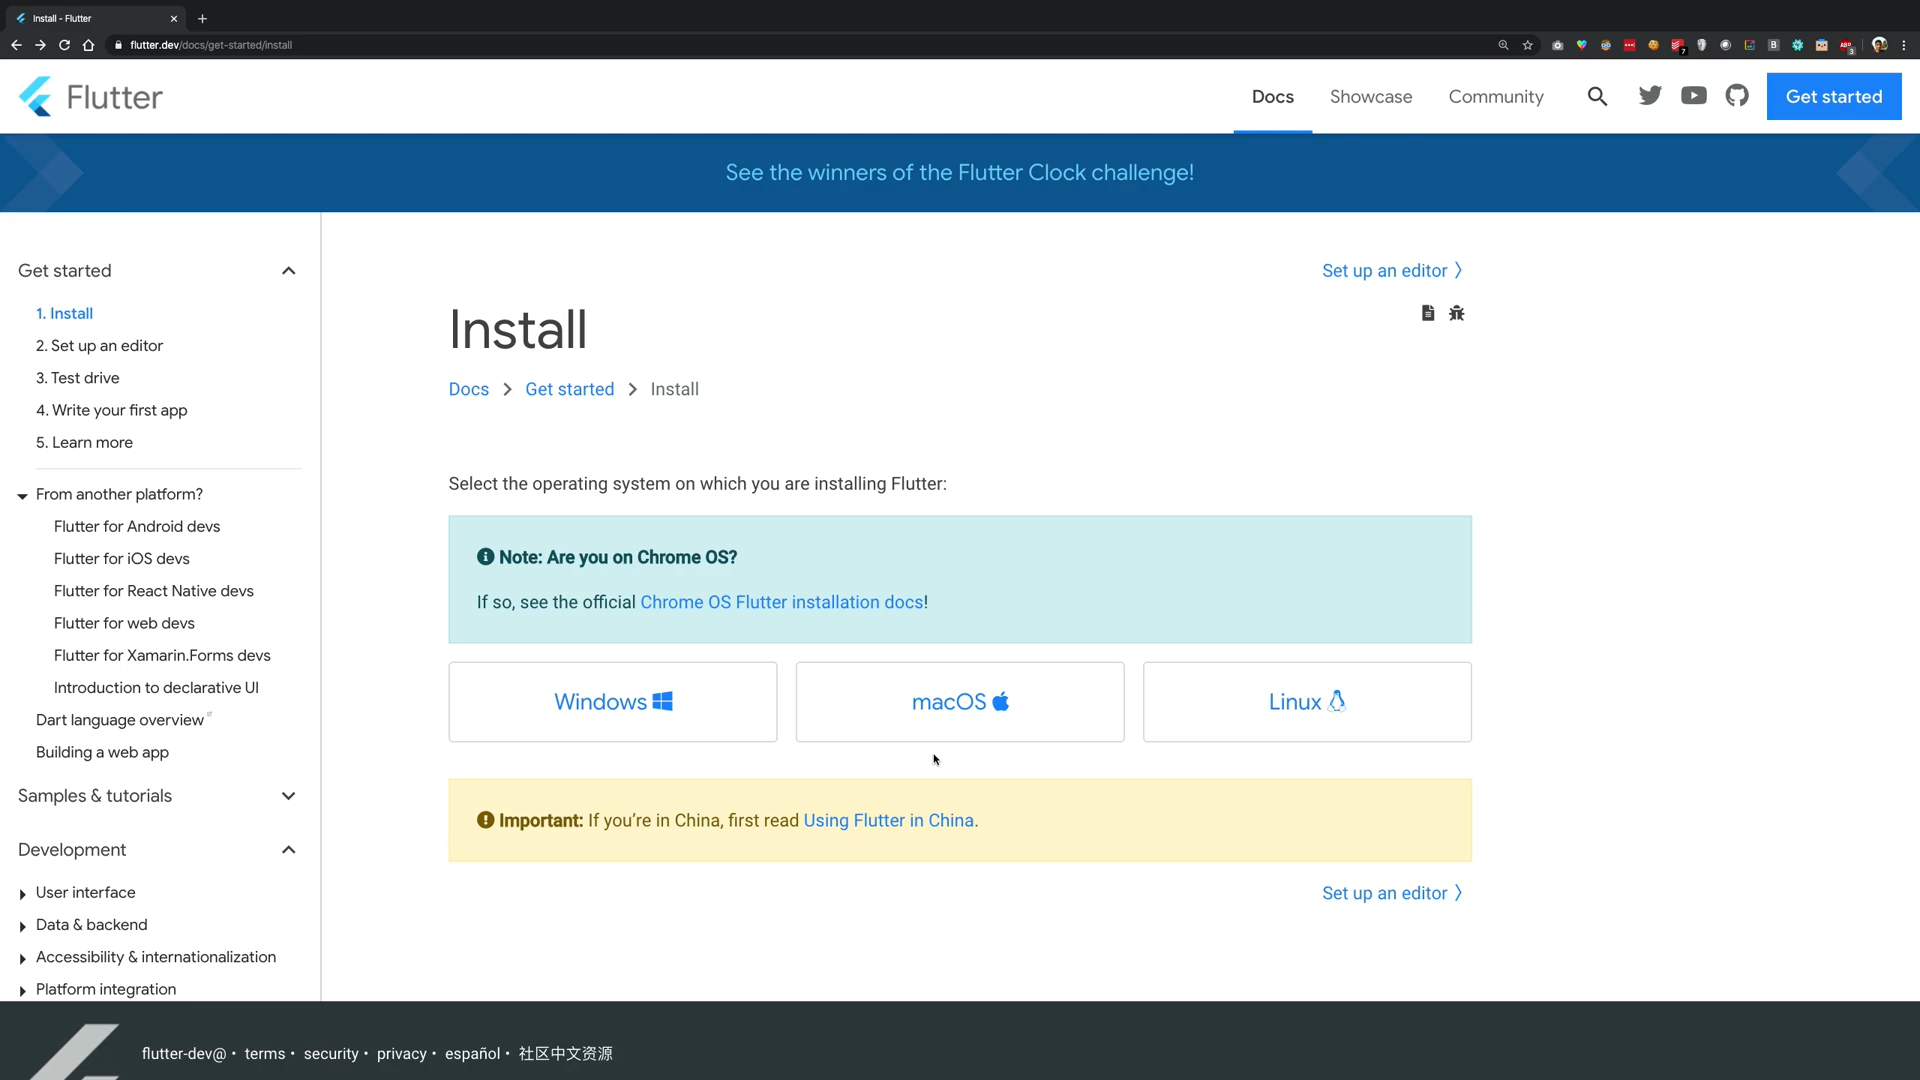 Install - Flutter
flutter.dev/docs/get-started/install
7
B
ABP
3
Flutter
Docs
Showcase
Community
Get started
See the winners of the Flutter Clock challenge!
Get started
1. Install
2. Set up an editor
3. Test drive
4. Write your first app
5. Learn more
From another platform?
Flutter for Android devs
Flutter for iOS devs
Flutter for React Native devs
Flutter for web devs
Flutter for Xamarin.Forms devs
Introduction to declarative UI
Dart language overview
Building a web app
Samples & tutorials
Development
User interface
Data & backend
Accessibility & internationalization
Platform integration
Set up an editor
Install
Docs > Get started > Install
Select the operating system on which you are installing Flutter:
Note: Are you on Chrome OS?
If so, see the official Chrome OS Flutter installation docs!
Windows
macOS
Linux
Important: If you’re in China, first read Using Flutter in China.
Set up an editor
flutter-dev@ • terms • security • privacy • español • 社区中文资源